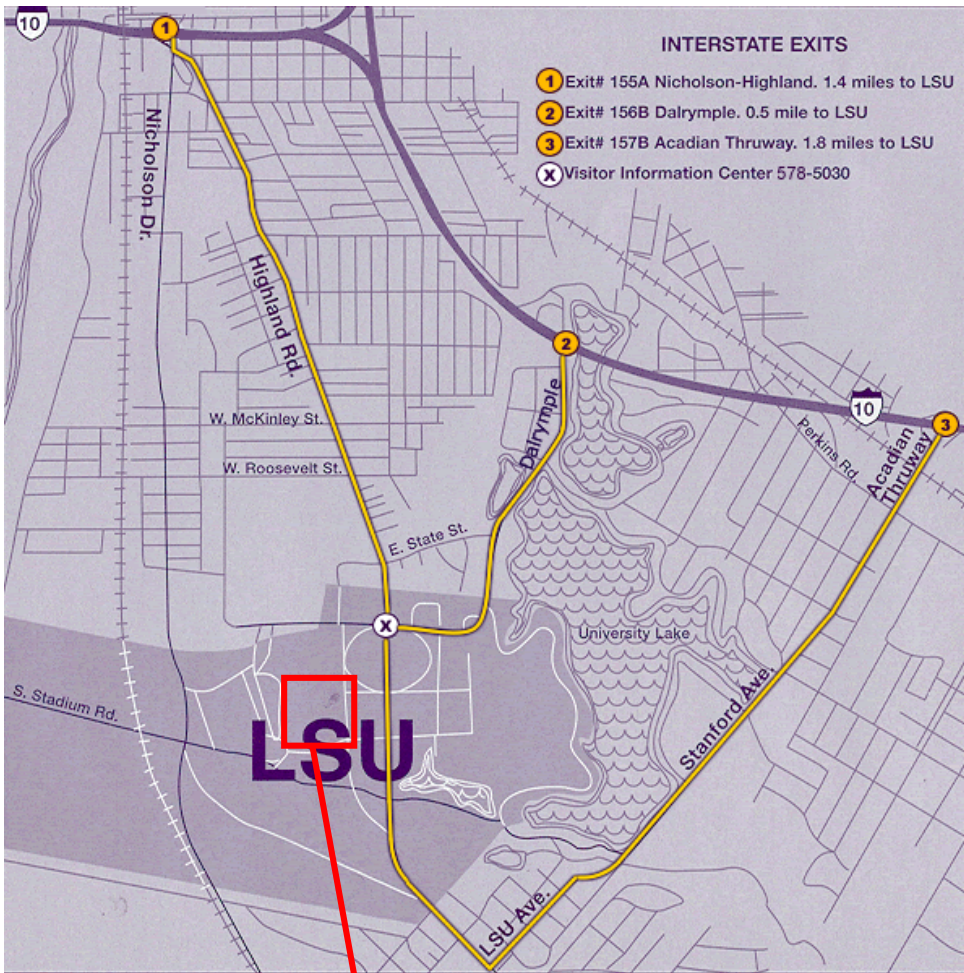 10
1
INTERSTATE EXITS
1 Exit# 155A Nicholson-Highland. 1.4 miles to LSU
2 Exit# 156B Dalrymple. 0.5 mile to LSU
3 Exit# 157B Acadian Thruway. 1.8 miles to LSU
X Visitor Information Center 578-5030
Nicholson Dr.
Highland Rd.
2
Dalrymple
10
3
Perkins Rd.
Acadian
Thruway
W. McKinley St.
W. Roosevelt St.
E. State St.
X
University Lake
S. Stadium Rd.
LSU
Stanford Ave.
LSU Ave.